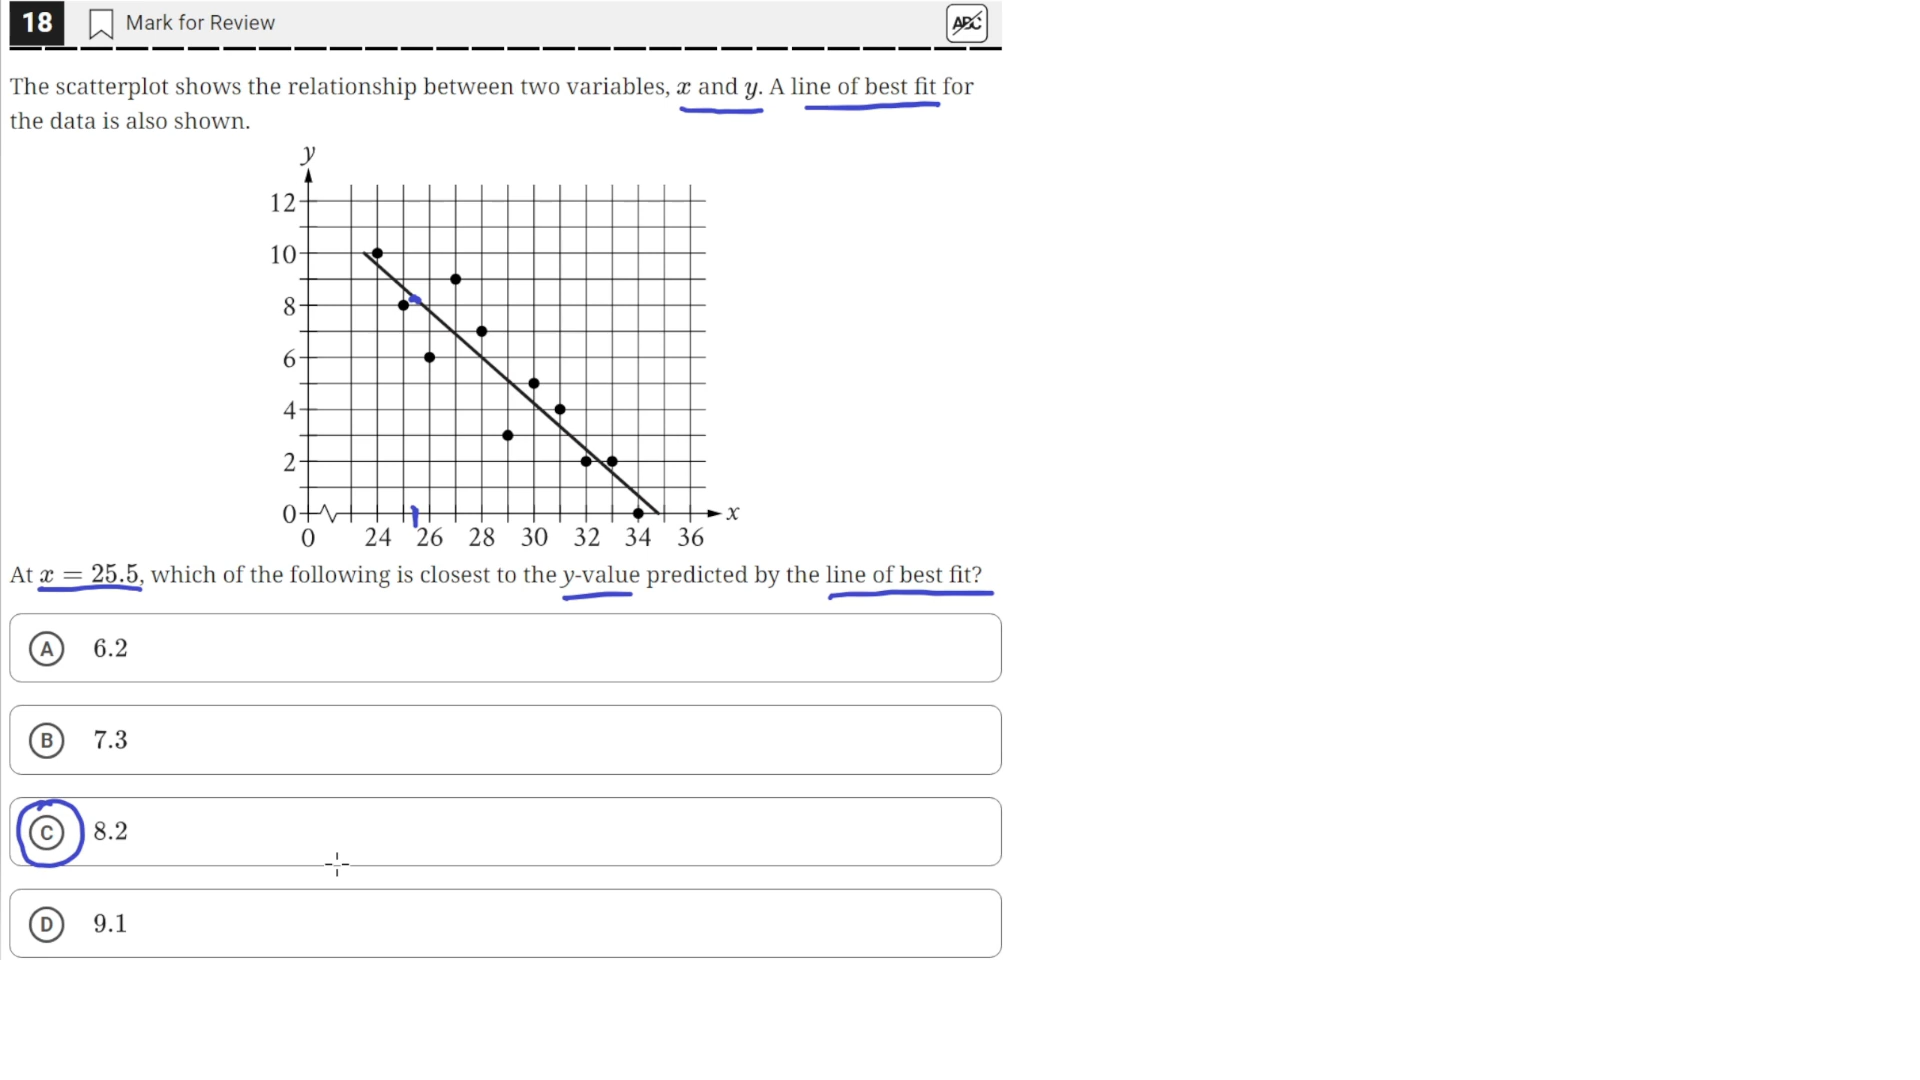 18 Mark for Review ABC
The scatterplot shows the relationship between two variables, x and y. A line of best fit for
the data is also shown.
y
12
10
8
6
4
2
0 x
0 24 26 28 30 32 34 36
At x = 25.5, which of the following is closest to the y-value predicted by the line of best fit?
A 6.2
B 7.3
C 8.2
D 9.1